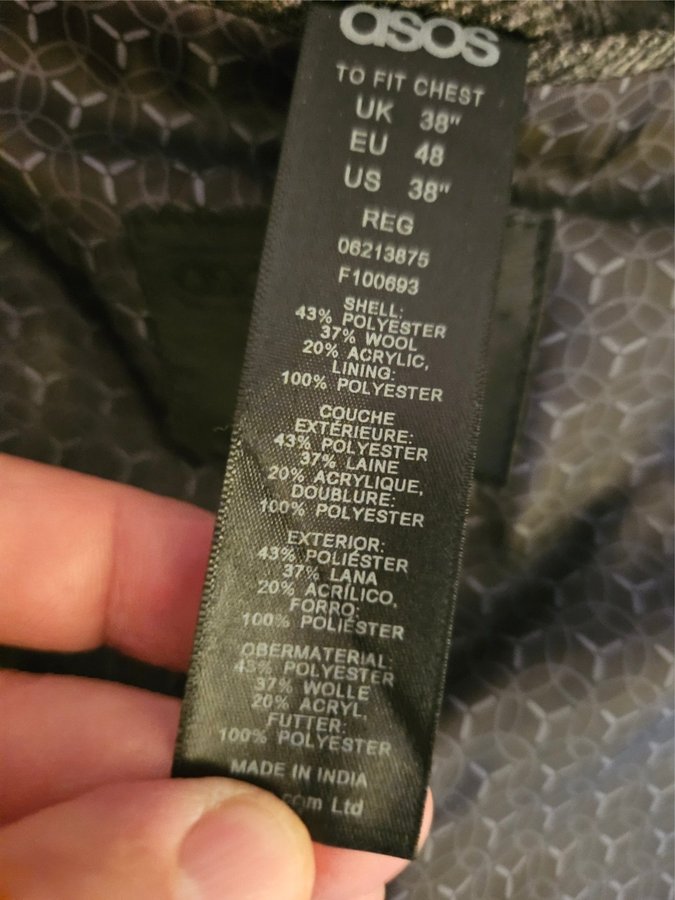 asos
TO FIT CHEST
UK 38"
EU 48
US 38"
REG
06213875
F100693
SHELL:
43% POLYESTER
37% WOOL
20% ACRYLIC,
LINING:
100% POLYESTER
COUCHE
EXTÉRIEURE:
43% POLYESTER
37% LAINE
20% ACRYLIQUE,
DOUBLURE:
100% POLYESTER
EXTERIOR:
43% POLIÉSTER
37% LANA
20% ACRÍLICO,
FORRO:
100% POLIÉSTER
OBERMATERIAL:
43% POLYESTER
37% WOLLE
20% ACRYL,
FUTTER:
100% POLYESTER
MADE IN INDIA
.com Ltd